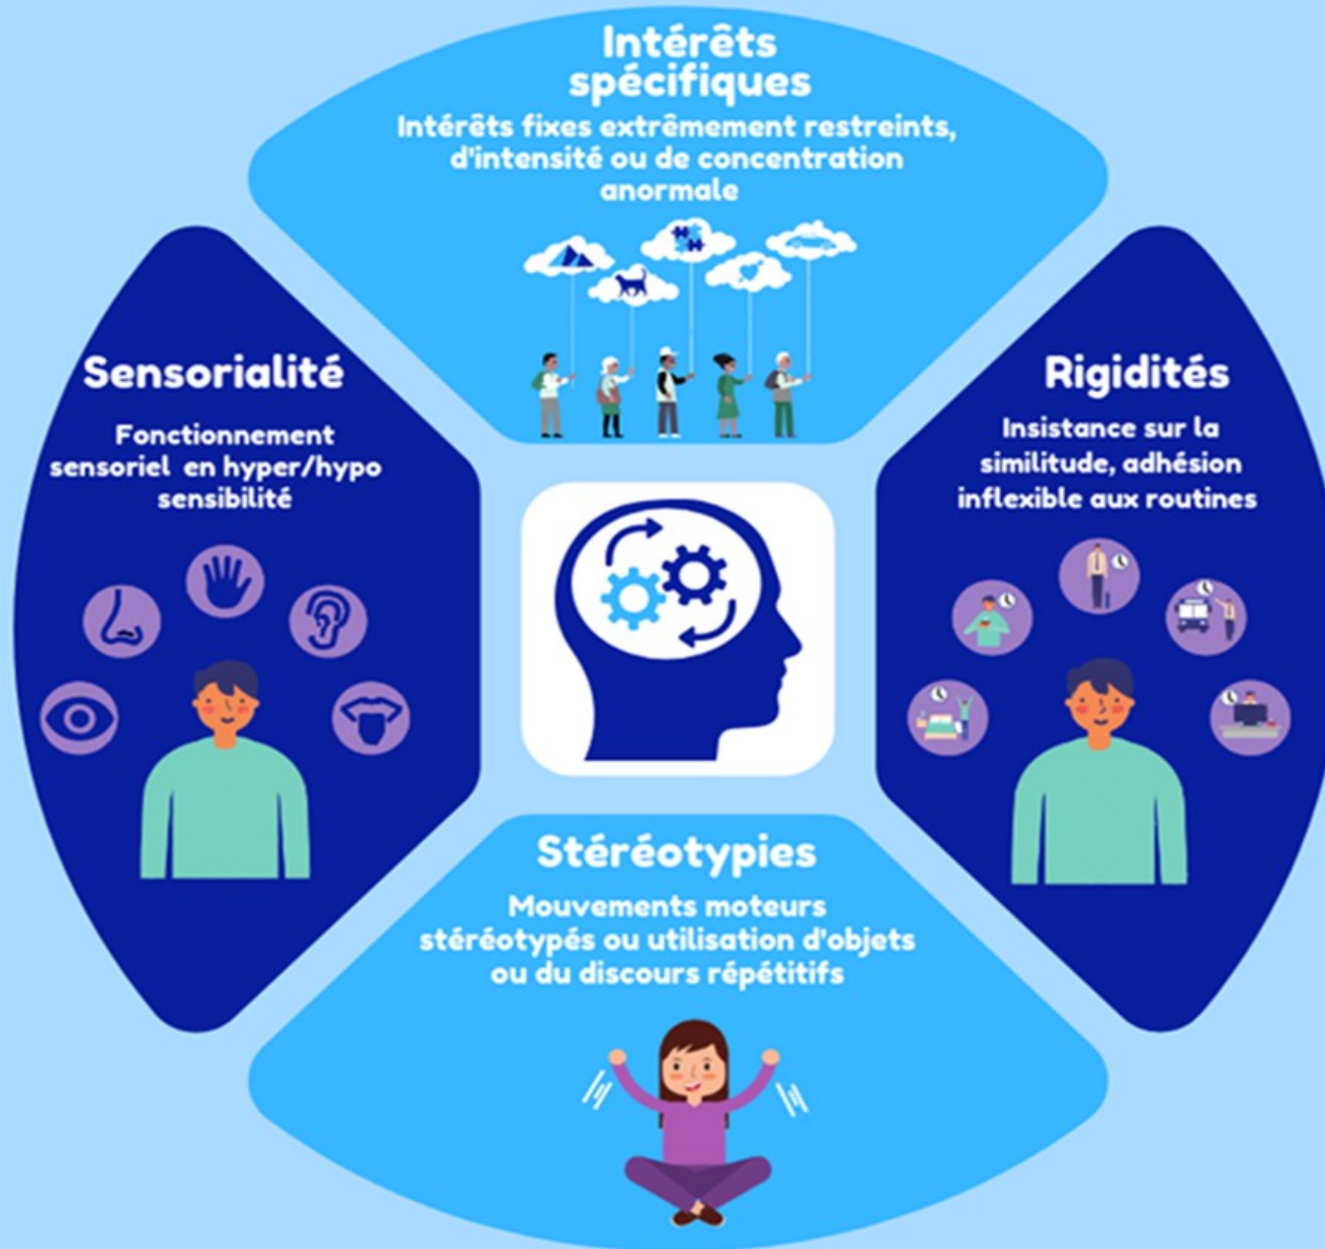 Intérêts
spécifiques
Intérêts fixes extrêmement restreints,
d'intensité ou de concentration
anormale
Sensorialité
Fonctionnement
sensoriel en hyper/hypo
sensibilité
Rigidités
Insistance sur la
similitude, adhésion
inflexible aux routines
Stéréotypies
Mouvements moteurs
stéréotypés ou utilisation d'objets
ou du discours répétitifs